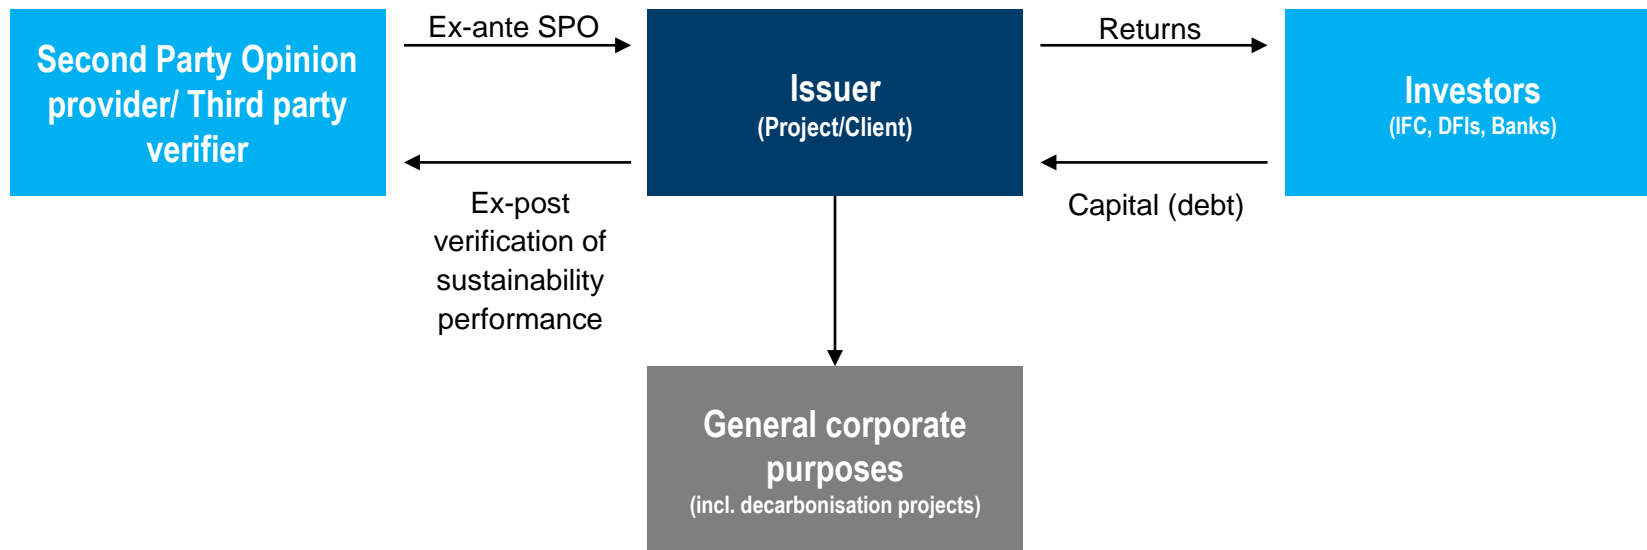 Second Party Opinion
provider/ Third party
verifier
Ex-ante SPO
Ex-post
verification of
sustainability
performance
Issuer
(Project/Client)
Returns
Capital (debt)
Investors
(IFC, DFIs, Banks)
General corporate
purposes
(incl. decarbonisation projects)